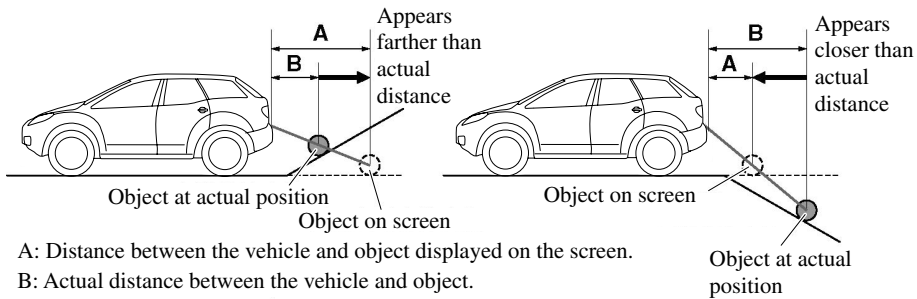 A
B
Appears
farther than
actual
distance
Object at actual position
Object on screen
B
A
Appears
closer than
actual
distance
Object on screen
Object at actual
position
A: Distance between the vehicle and object displayed on the screen.
B: Actual distance between the vehicle and object.